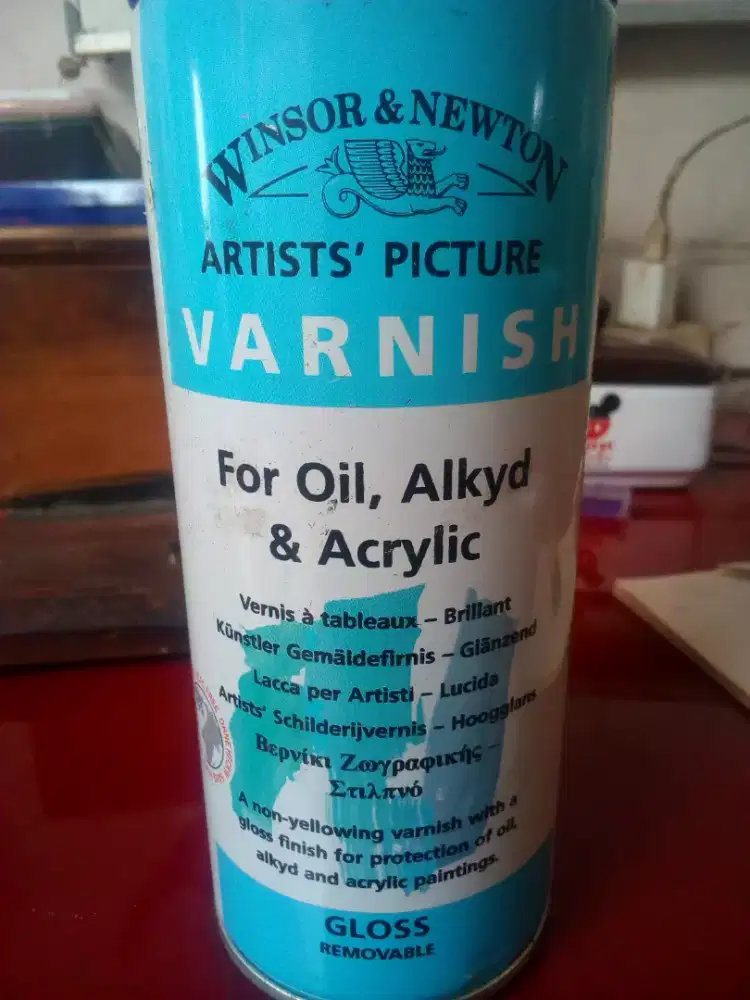 WINSOR & NEWTON
ARTISTS' PICTURE
VARNISH
For Oil, Alkyd
& Acrylic
Vernis à tableaux – Brillant
Künstler Gemäldefirnis – Glänzend
Lacca per Artisti – Lucida
Artists' Schilderijvernis – Hoogglans
Βερνίκι Ζωγραφικής –
Στιλπνό
A non-yellowing varnish with a
gloss finish for protection of oil,
alkyd and acrylic paintings.
GLOSS
REMOVABLE